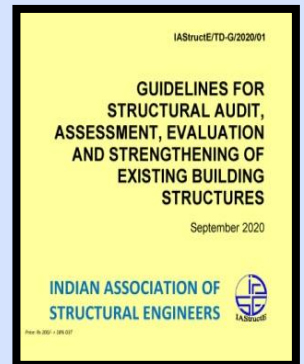 IAStructE/TD-G/2020/01
GUIDELINES FOR
STRUCTURAL AUDIT,
ASSESSMENT, EVALUATION
AND STRENGTHENING OF
EXISTING BUILDING
STRUCTURES
September 2020
INDIAN ASSOCIATION OF
STRUCTURAL ENGINEERS
IAStructE